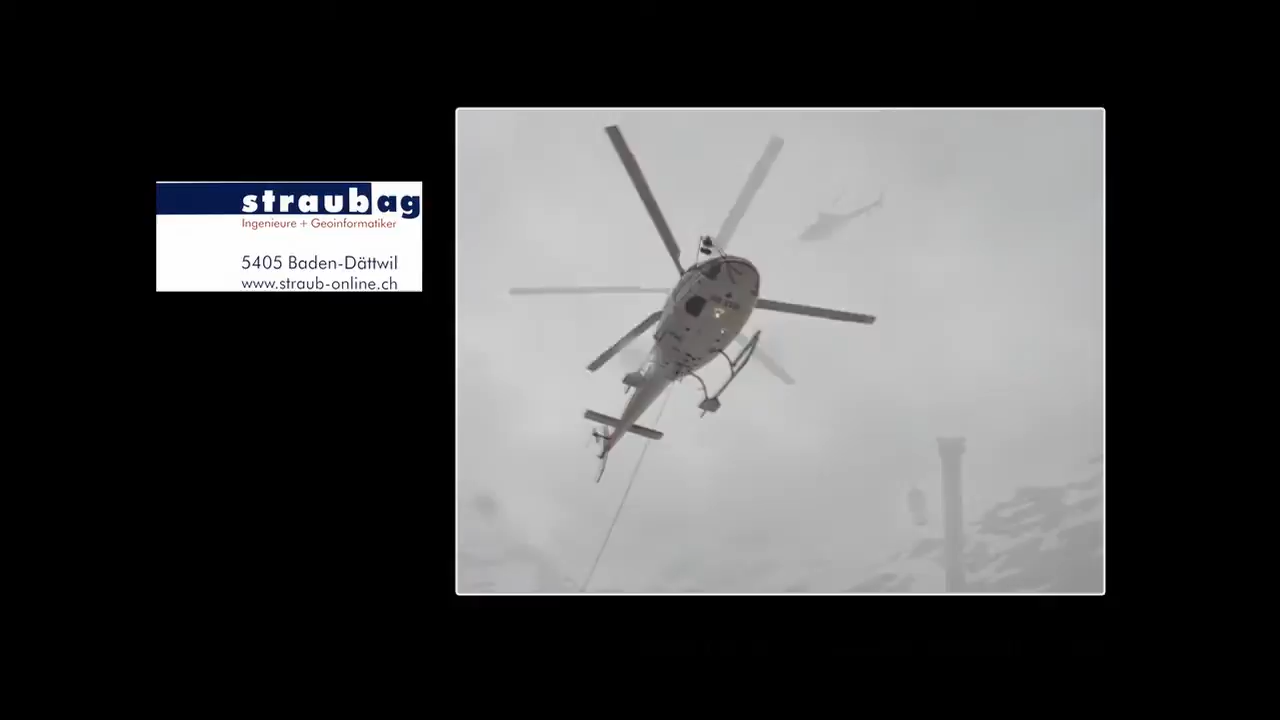 straubag
Ingenieure + Geoinformatiker
5405 Baden-Dättwil
www.straub-online.ch